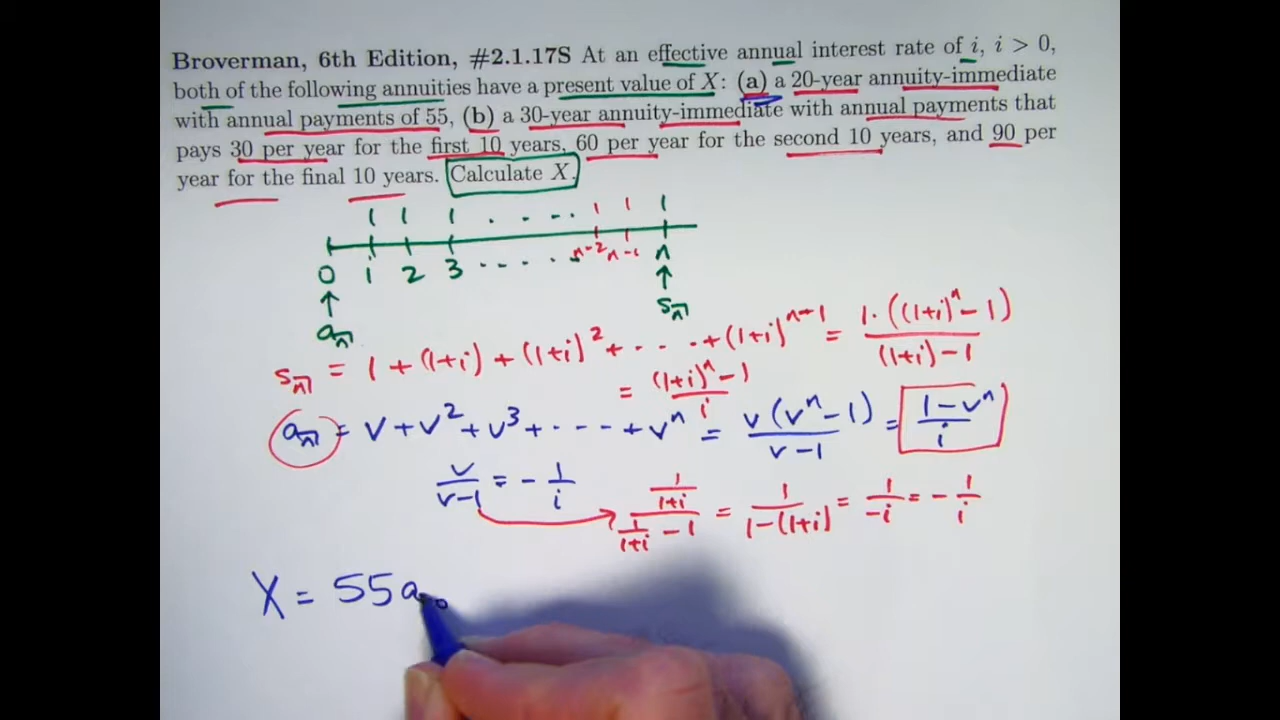 Broverman, 6th Edition, #2.1.17S At an effective annual interest rate of i, i > 0,
both of the following annuities have a present value of X: (a) a 20-year annuity-immediate
with annual payments of 55, (b) a 30-year annuity-immediate with annual payments that
pays 30 per year for the first 10 years, 60 per year for the second 10 years, and 90 per
year for the final 10 years. Calculate X.
1 1 1 . . - . 1 1 1
0 1 2 3 . . . . . . n-2 n-1 n
↑ ↑
a_n⌉ s_n⌉
s_n⌉ = 1 + (1+i) + (1+i)^2 + . . . + (1+i)^{n-1} = 1·((1+i)^n - 1) / ((1+i) - 1)
= ((1+i)^n - 1) / i
a_n⌉ = v + v^2 + v^3 + · - - - + v^n = v(v^n - 1) / (v - 1) = (1 - v^n) / i
v / (v-1) = - 1/i → (1/(1+i)) / (1/(1+i) - 1) = 1 / (1-(1+i)) = 1/-i = - 1/i
X = 55a